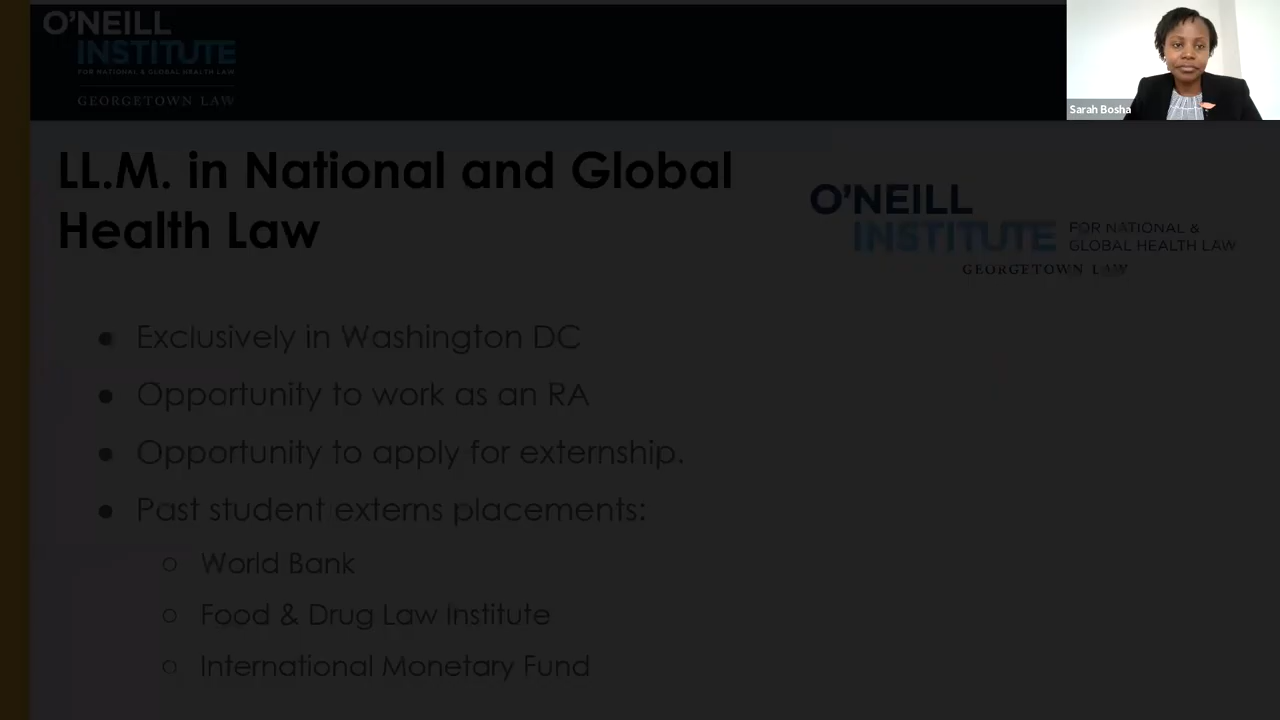 O'NEILL
INSTITUTE
FOR NATIONAL & GLOBAL HEALTH LAW
GEORGETOWN LAW
Sarah Bosha
LL.M. in National and Global
Health Law
O'NEILL
INSTITUTE FOR NATIONAL &
GLOBAL HEALTH LAW
GEORGETOWN LAW
● Exclusively in Washington DC
● Opportunity to work as an RA
● Opportunity to apply for externship.
● Past student externs placements:
○ World Bank
○ Food & Drug Law Institute
○ International Monetary Fund